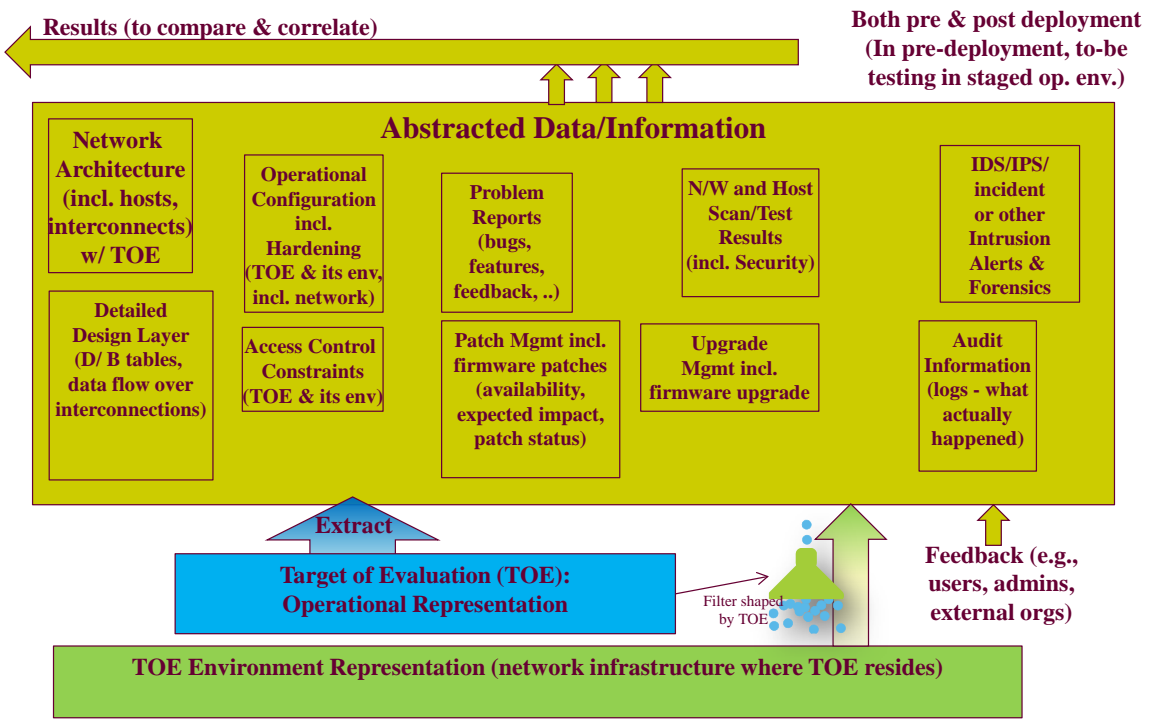 Results (to compare & correlate)
Both pre & post deployment
(In pre-deployment, to-be
testing in staged op. env.)
Abstracted Data/Information
Network
Architecture
(incl. hosts,
interconnects)
w/ TOE
Operational
Configuration
incl.
Hardening
(TOE & its env,
incl. network)
Problem
Reports
(bugs,
features,
feedback, ..)
N/W and Host
Scan/Test
Results
(incl. Security)
IDS/IPS/
incident
or other
Intrusion
Alerts &
Forensics
Detailed
Design Layer
(D/ B tables,
data flow over
interconnections)
Access Control
Constraints
(TOE & its env)
Patch Mgmt incl.
firmware patches
(availability,
expected impact,
patch status)
Upgrade
Mgmt incl.
firmware upgrade
Audit
Information
(logs - what
actually
happened)
Extract
Target of Evaluation (TOE):
Operational Representation
Filter shaped
by TOE
Feedback (e.g.,
users, admins,
external orgs)
TOE Environment Representation (network infrastructure where TOE resides)